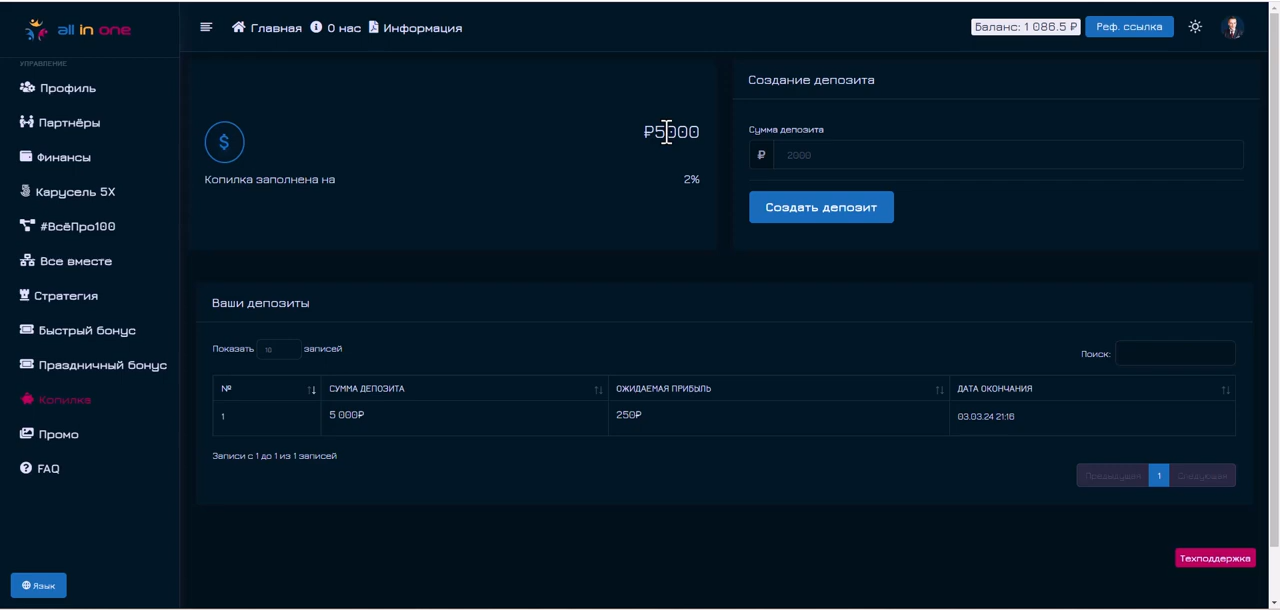 all in one
Главная О нас Информация
Баланс: 1 086.5 ₽ Реф. ссылка
УПРАВЛЕНИЕ
Профиль
Партнёры
Финансы
Карусель 5X
#ВсёПро100
Все вместе
Стратегия
Быстрый бонус
Праздничный бонус
Копилка
Промо
FAQ
Язык
₽5000
Копилка заполнена на 2%
Создание депозита
Сумма депозита
₽ 2000
Создать депозит
Ваши депозиты
Показать 10 записей
Поиск:
№ СУММА ДЕПОЗИТА ОЖИДАЕМАЯ ПРИБЫЛЬ ДАТА ОКОНЧАНИЯ
1 5 000₽ 250₽ 03.03.24 21:16
Записи с 1 до 1 из 1 записей
Предыдущая 1 Следующая
Техподдержка